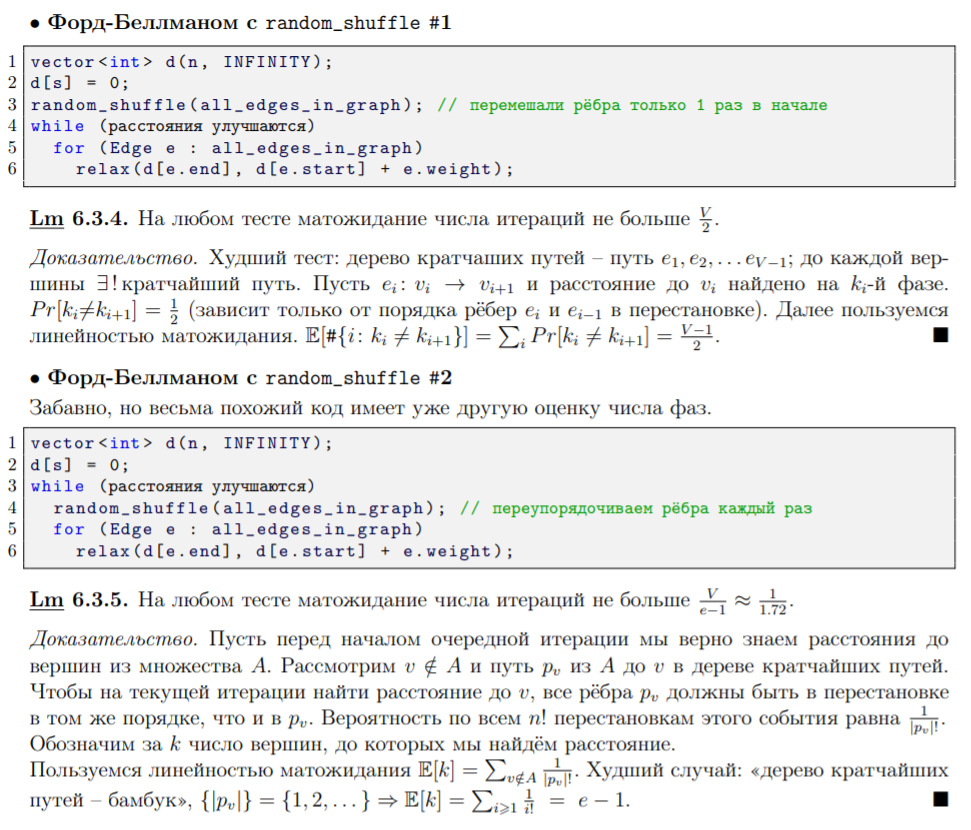 • Форд-Беллманом с random_shuffle #1
1 vector<int> d(n, INFINITY);
2 d[s] = 0;
3 random_shuffle(all_edges_in_graph); // перемешали рёбра только 1 раз в начале
4 while (расстояния улучшаются)
5 for (Edge e : all_edges_in_graph)
6 relax(d[e.end], d[e.start] + e.weight);
Lm 6.3.4. На любом тесте матожидание числа итераций не больше $\frac{V}{2}$.
Доказательство. Худший тест: дерево кратчаших путей – путь $e_1, e_2, \dots e_{V-1}$; до каждой вер-
шины ∃! кратчайший путь. Пусть $e_i: v_i \to v_{i+1}$ и расстояние до $v_i$ найдено на $k_i$-й фазе.
$Pr[k_i \neq k_{i+1}] = \frac{1}{2}$ (зависит только от порядка рёбер $e_i$ и $e_{i-1}$ в перестановке). Далее пользуемся
линейностью матожидания. $\mathbb{E}[\#\{i: k_i \neq k_{i+1}\}] = \sum_i Pr[k_i \neq k_{i+1}] = \frac{V-1}{2}$. ■
• Форд-Беллманом с random_shuffle #2
Забавно, но весьма похожий код имеет уже другую оценку числа фаз.
1 vector<int> d(n, INFINITY);
2 d[s] = 0;
3 while (расстояния улучшаются)
4 random_shuffle(all_edges_in_graph); // переупорядочиваем рёбра каждый раз
5 for (Edge e : all_edges_in_graph)
6 relax(d[e.end], d[e.start] + e.weight);
Lm 6.3.5. На любом тесте матожидание числа итераций не больше $\frac{V}{e-1} \approx \frac{1}{1.72}$.
Доказательство. Пусть перед началом очередной итерации мы верно знаем расстояния до
вершин из множества $A$. Рассмотрим $v \notin A$ и путь $p_v$ из $A$ до $v$ в дереве кратчайших путей.
Чтобы на текущей итерации найти расстояние до $v$, все рёбра $p_v$ должны быть в перестановке
в том же порядке, что и в $p_v$. Вероятность по всем $n!$ перестановкам этого события равна $\frac{1}{|p_v|!}$.
Обозначим за $k$ число вершин, до которых мы найдём расстояние.
Пользуемся линейностью матожидания $\mathbb{E}[k] = \sum_{v \notin A} \frac{1}{|p_v|!}$. Худший случай: «дерево кратчайших
путей – бамбук», $\{|p_v|\} = \{1, 2, \dots\} \Rightarrow \mathbb{E}[k] = \sum_{i \geqslant 1} \frac{1}{i!} = e - 1$. ■